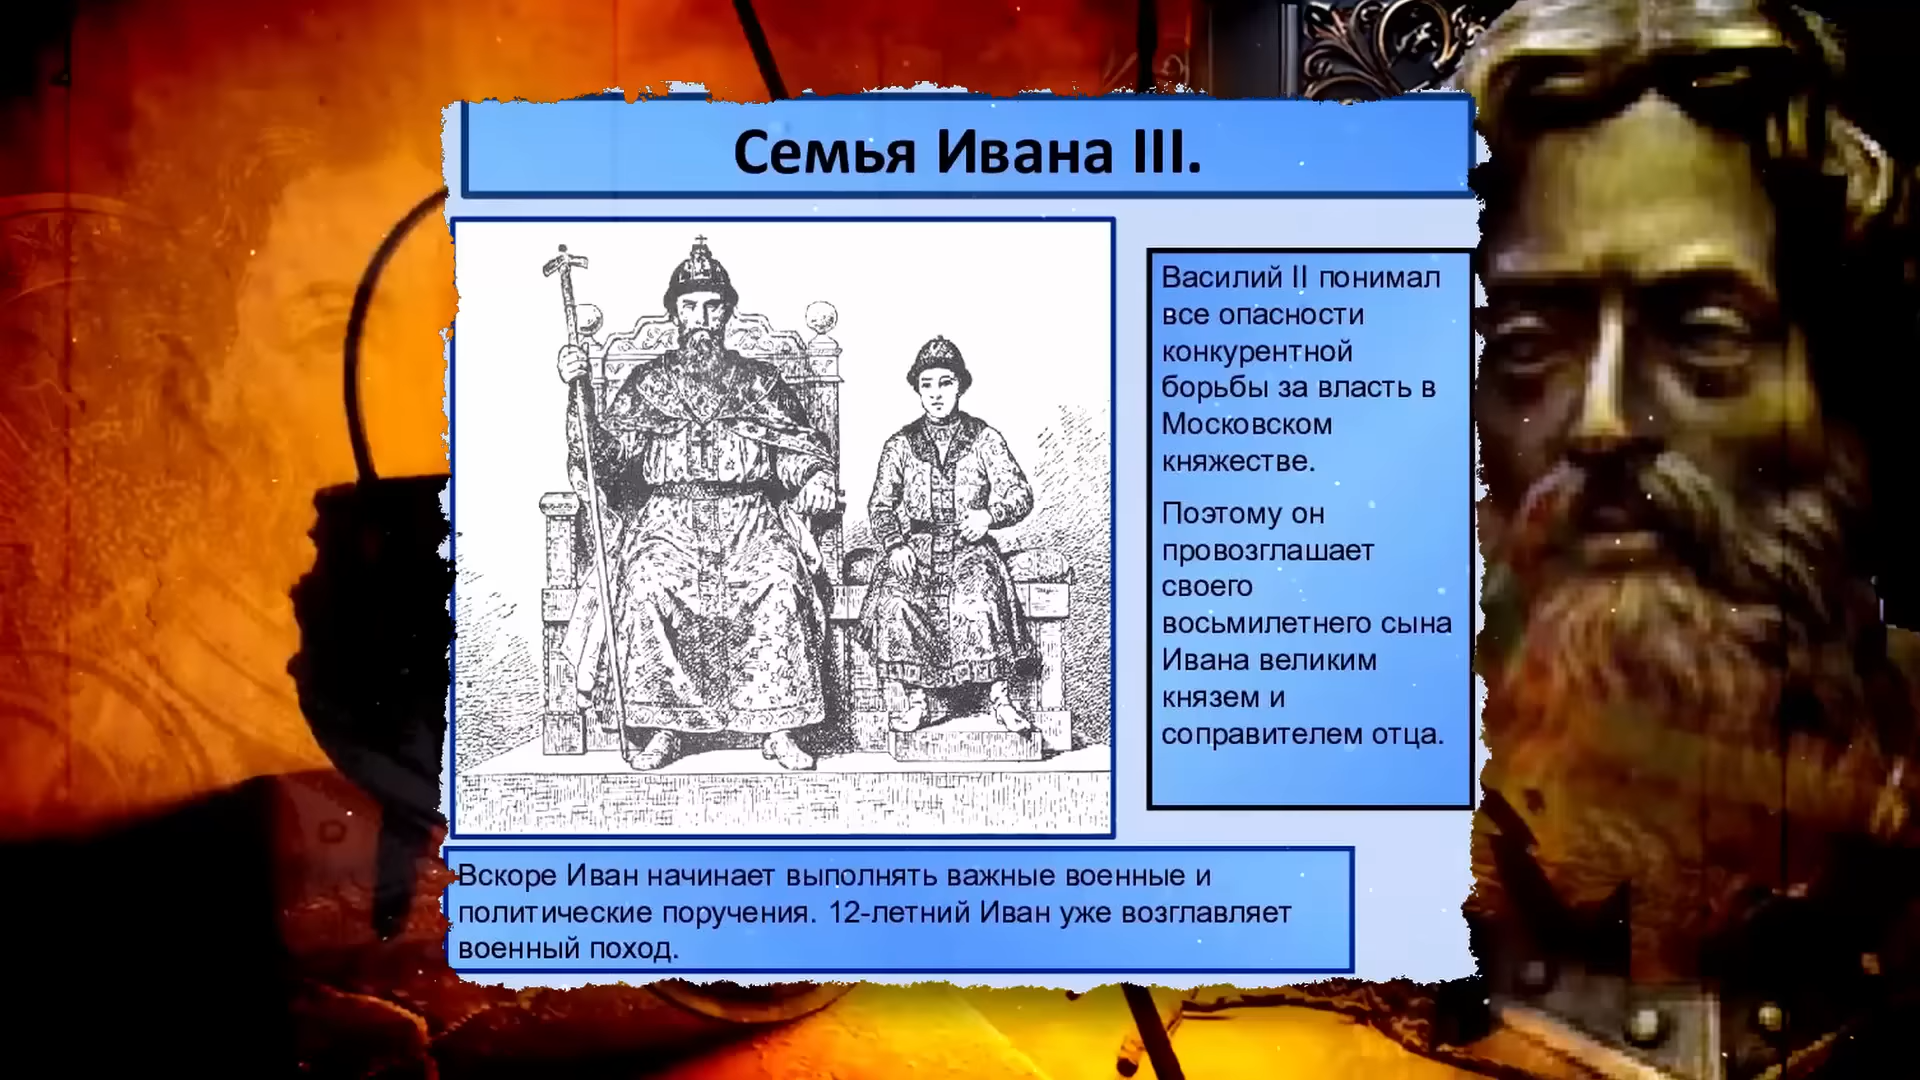 Семья Ивана III.
Василий II понимал
все опасности
конкурентной
борьбы за власть в
Московском
княжестве.
Поэтому он
провозглашает
своего
восьмилетнего сына
Ивана великим
князем и
соправителем отца.
Вскоре Иван начинает выполнять важные военные и
политические поручения. 12-летний Иван уже возглавляет
военный поход.